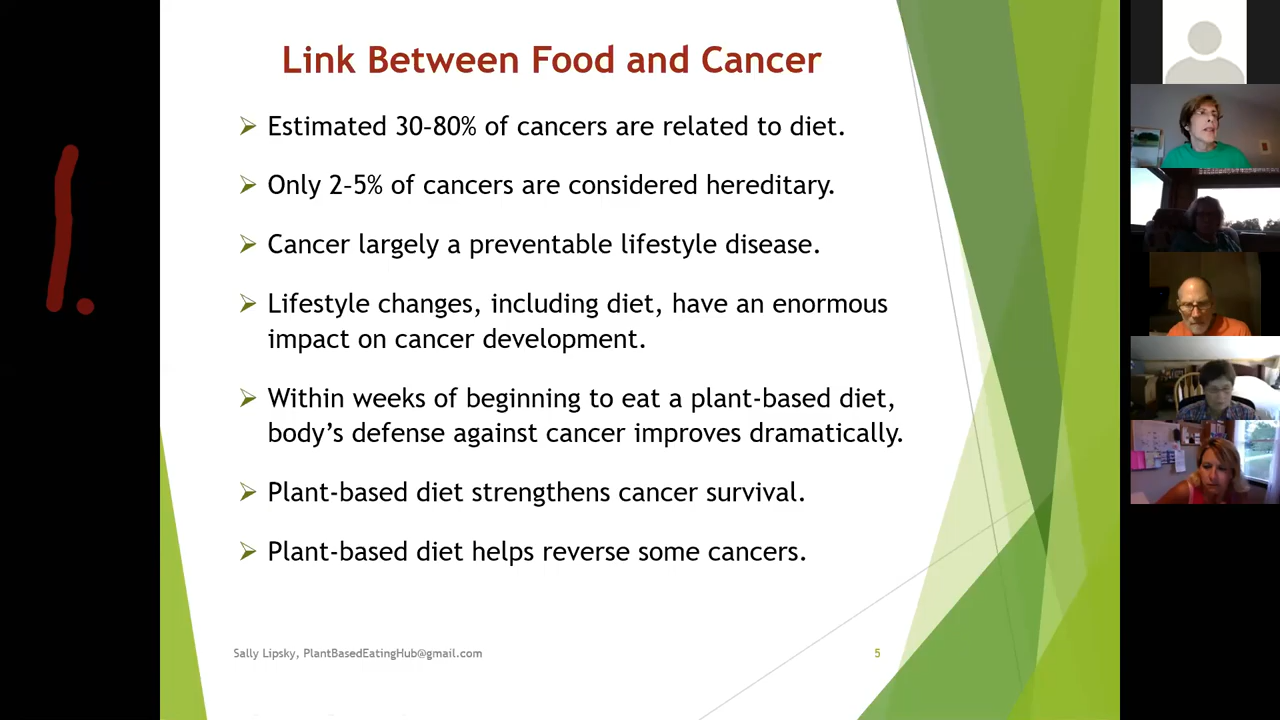 Link Between Food and Cancer
➢ Estimated 30-80% of cancers are related to diet.
➢ Only 2-5% of cancers are considered hereditary.
➢ Cancer largely a preventable lifestyle disease.
➢ Lifestyle changes, including diet, have an enormous
impact on cancer development.
➢ Within weeks of beginning to eat a plant-based diet,
body’s defense against cancer improves dramatically.
➢ Plant-based diet strengthens cancer survival.
➢ Plant-based diet helps reverse some cancers.
Sally Lipsky, PlantBasedEatingHub@gmail.com
5
1.